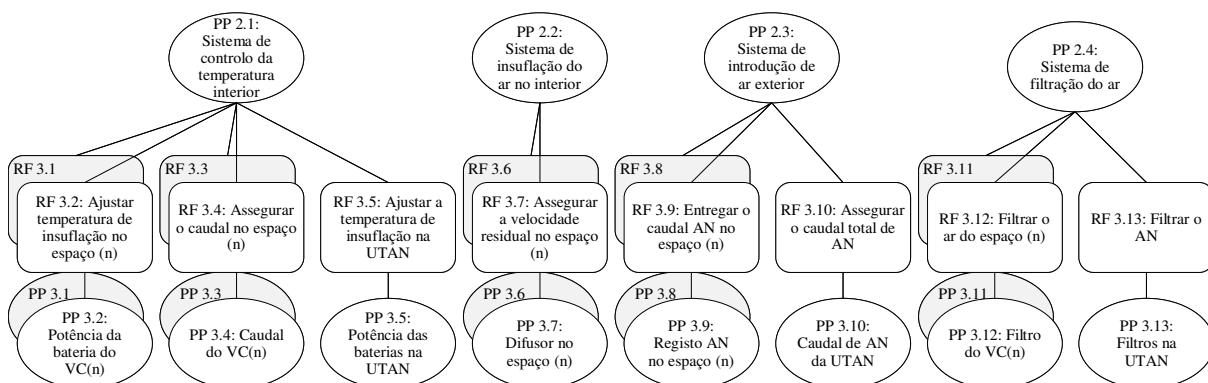 PP 2.1:
Sistema de
controlo da
temperatura
interior
PP 2.2:
Sistema de
insuflação do
ar no interior
PP 2.3:
Sistema de
introdução de
ar exterior
PP 2.4:
Sistema de
filtração do ar
RF 3.1
RF 3.2: Ajustar
temperatura de
insuflação no
espaço (n)
RF 3.3
RF 3.4: Assegurar
o caudal no espaço
(n)
RF 3.5: Ajustar a
temperatura de
insuflação na
UTAN
RF 3.6
RF 3.7: Assegurar
a velocidade
residual no espaço
(n)
RF 3.8
RF 3.9: Entregar o
caudal AN no
espaço (n)
RF 3.10: Assegurar
o caudal total de
AN
RF 3.11
RF 3.12: Filtrar o
ar do espaço (n)
RF 3.13: Filtrar o
AN
PP 3.1
PP 3.2:
Potência da
bateria do
VC(n)
PP 3.3
PP 3.4: Caudal
do VC(n)
PP 3.5:
Potência das
baterias na
UTAN
PP 3.6
PP 3.7:
Difusor no
espaço (n)
PP 3.8
PP 3.9:
Registo AN
no espaço (n)
PP 3.10:
Caudal de AN
da UTAN
PP 3.11
PP 3.12: Filtro
do VC(n)
PP 3.13:
Filtros na
UTAN